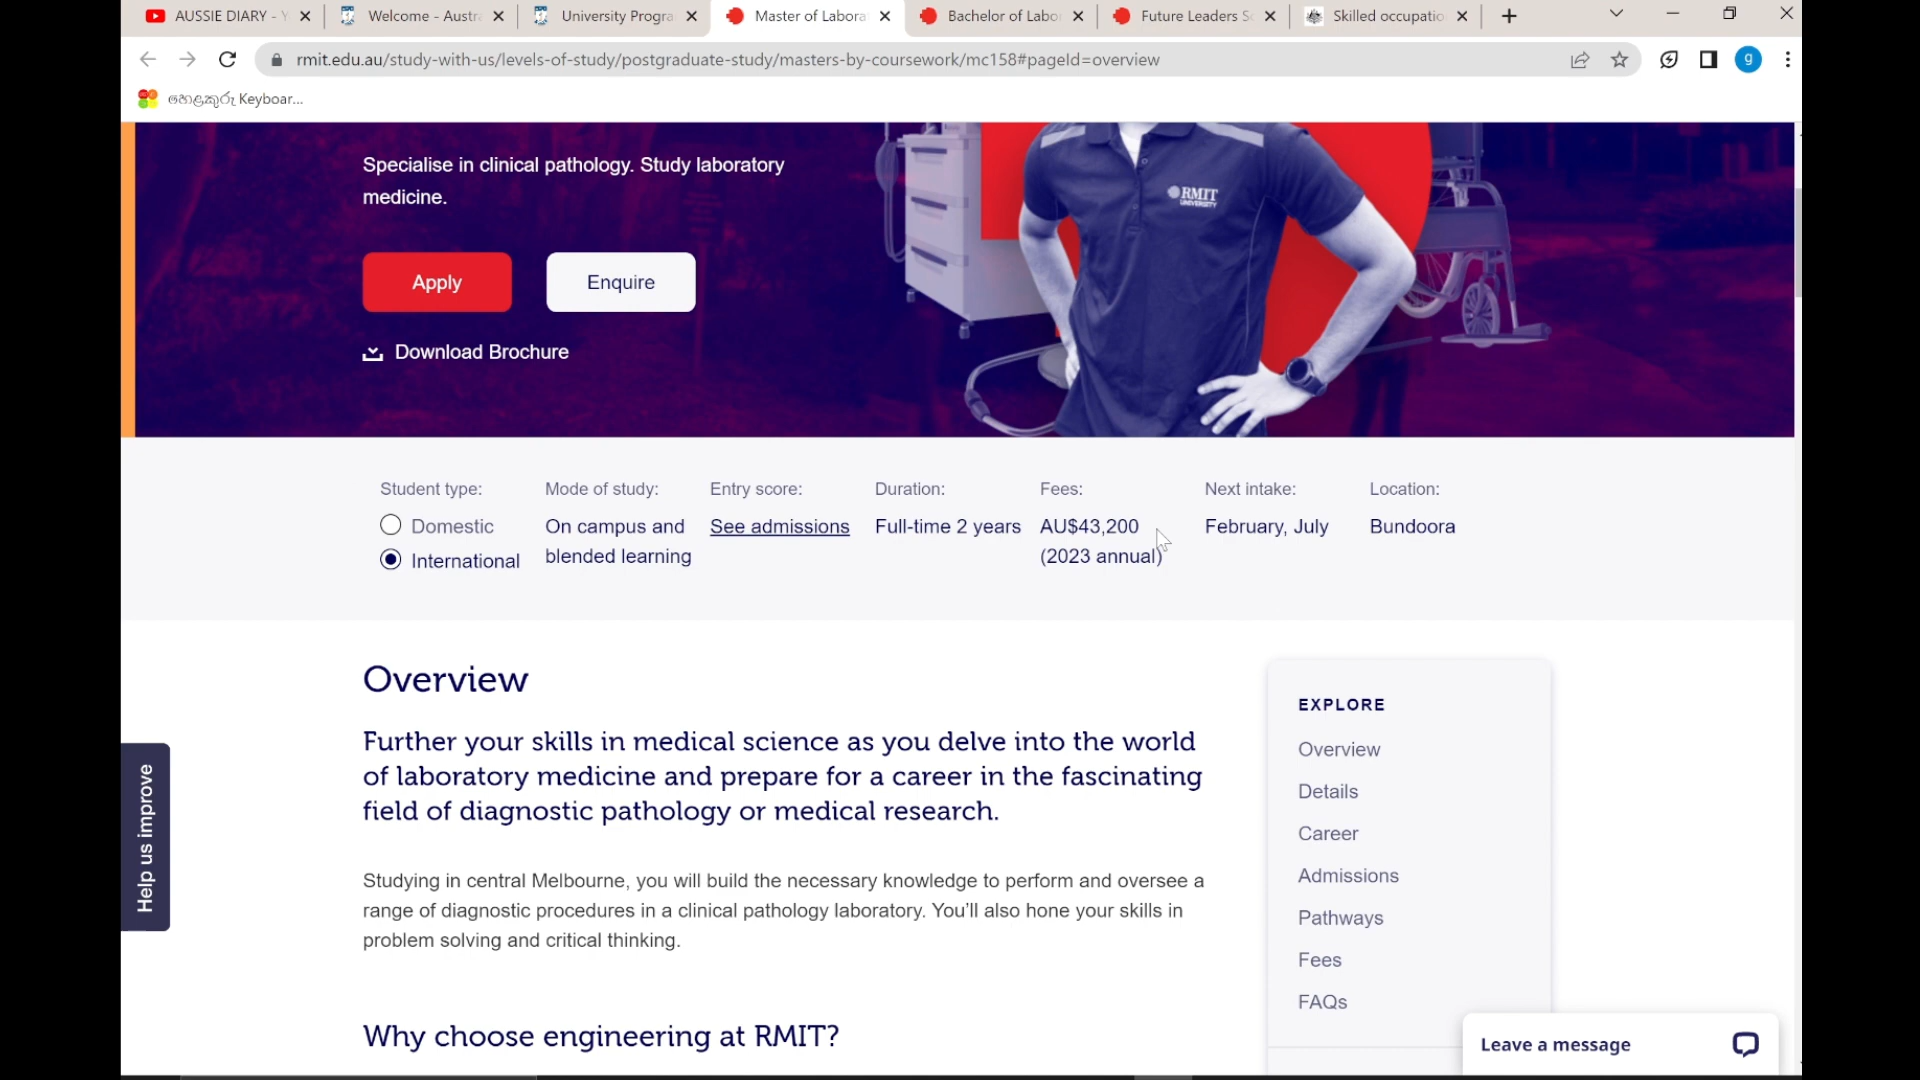 AUSSIE DIARY - Y
Welcome - Austra
University Progra
Master of Labora
Bachelor of Labo
Future Leaders Sc
Skilled occupatio
rmit.edu.au/study-with-us/levels-of-study/postgraduate-study/masters-by-coursework/mc158#pageId=overview
g
හෙළකුරු Keyboar...
Specialise in clinical pathology. Study laboratory
medicine.
RMIT
UNIVERSITY
Apply
Enquire
Download Brochure
Student type:
Domestic
International
Mode of study:
On campus and
blended learning
Entry score:
See admissions
Duration:
Full-time 2 years
Fees:
AU$43,200
(2023 annual)
Next intake:
February, July
Location:
Bundoora
Overview
Further your skills in medical science as you delve into the world
of laboratory medicine and prepare for a career in the fascinating
field of diagnostic pathology or medical research.
Studying in central Melbourne, you will build the necessary knowledge to perform and oversee a
range of diagnostic procedures in a clinical pathology laboratory. You’ll also hone your skills in
problem solving and critical thinking.
Why choose engineering at RMIT?
EXPLORE
Overview
Details
Career
Admissions
Pathways
Fees
FAQs
Help us improve
Leave a message